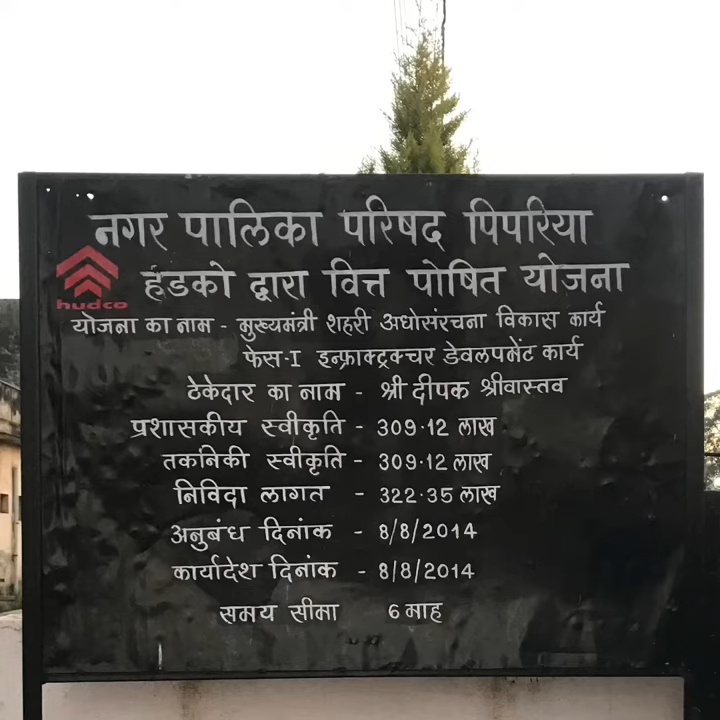 नगर पालिका परिषद पिपरिया
hudco
हडको द्वारा वित्त पोषित योजना
योजना का नाम - मुख्यमंत्री शहरी अधोसंरचना विकास कार्य
फेस-I इन्फ्राक्ट्रक्चर डेवलपमेंट कार्य
ठेकेदार का नाम - श्री दीपक श्रीवास्तव
प्रशासकीय स्वीकृति - 309.12 लाख
तकनिकी स्वीकृति - 309.12 लाख
निविदा लागत - 322.35 लाख
अनुबंध दिनांक - 8/8/2014
कार्यादेश दिनांक - 8/8/2014
समय सीमा 6 माह